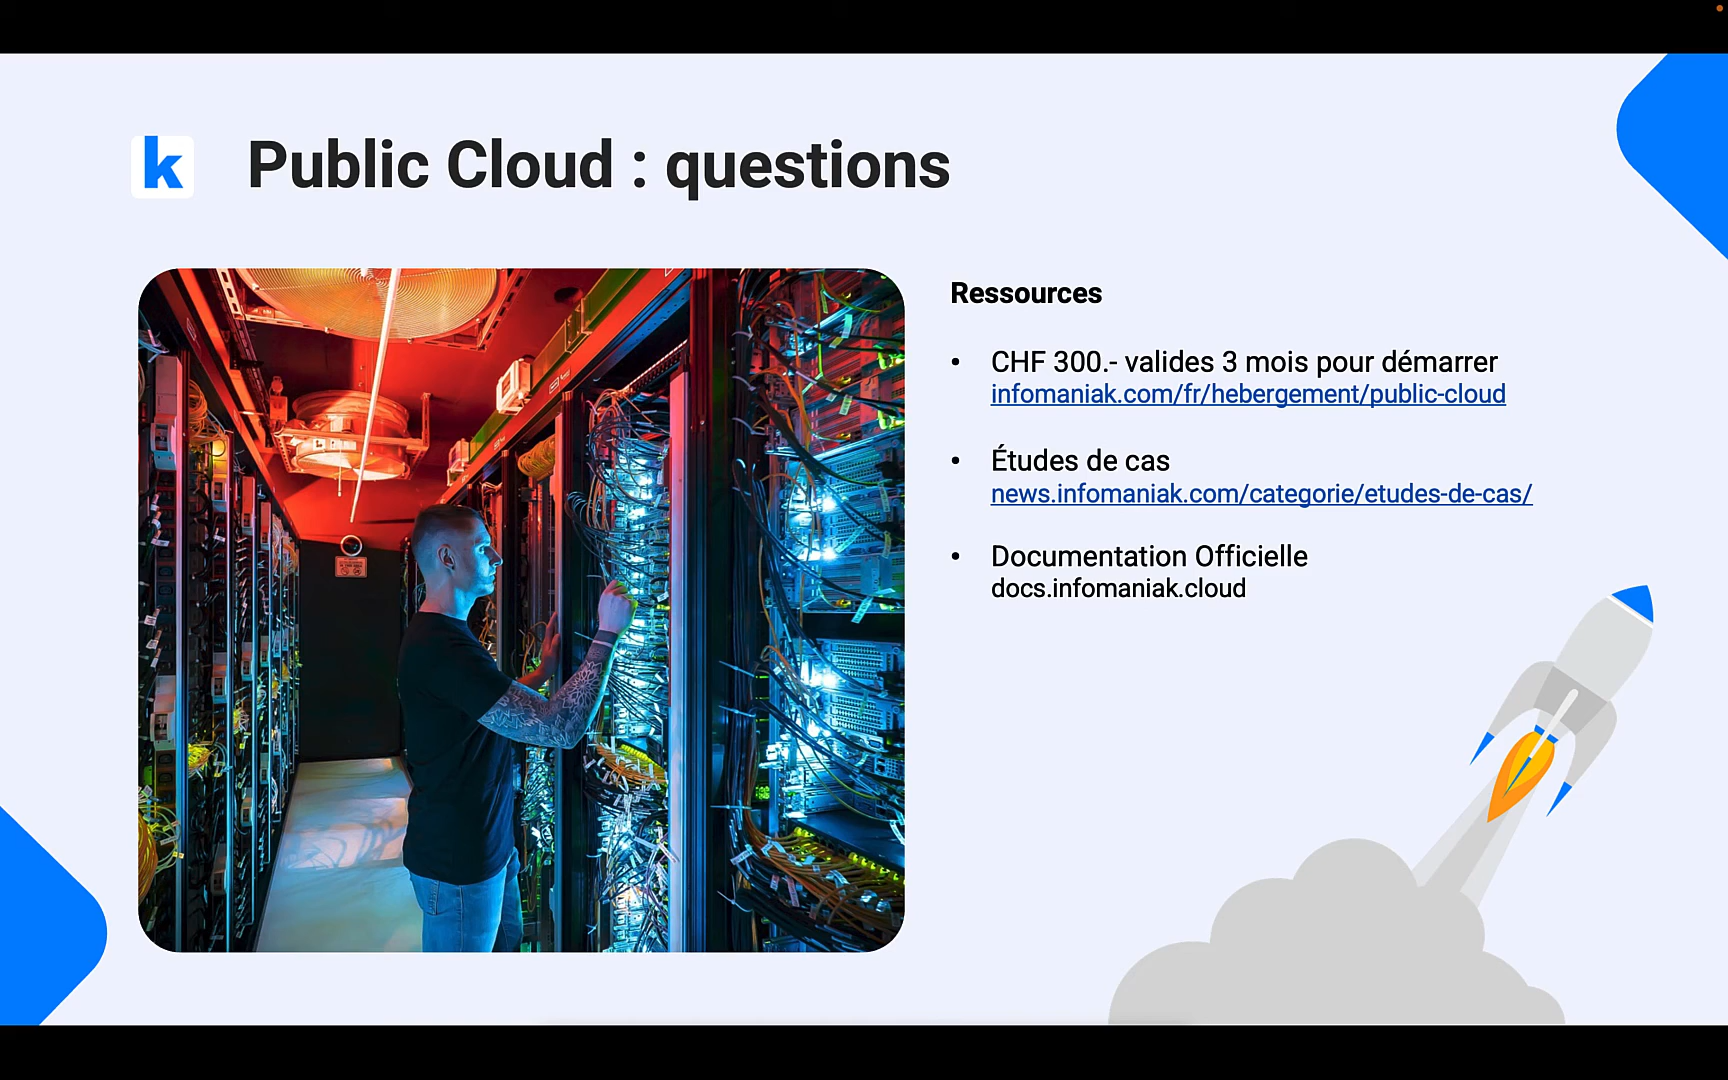 k
Public Cloud : questions
Ressources
• CHF 300.- valides 3 mois pour démarrer
infomaniak.com/fr/hebergement/public-cloud
• Études de cas
news.infomaniak.com/categorie/etudes-de-cas/
• Documentation Officielle
docs.infomaniak.cloud